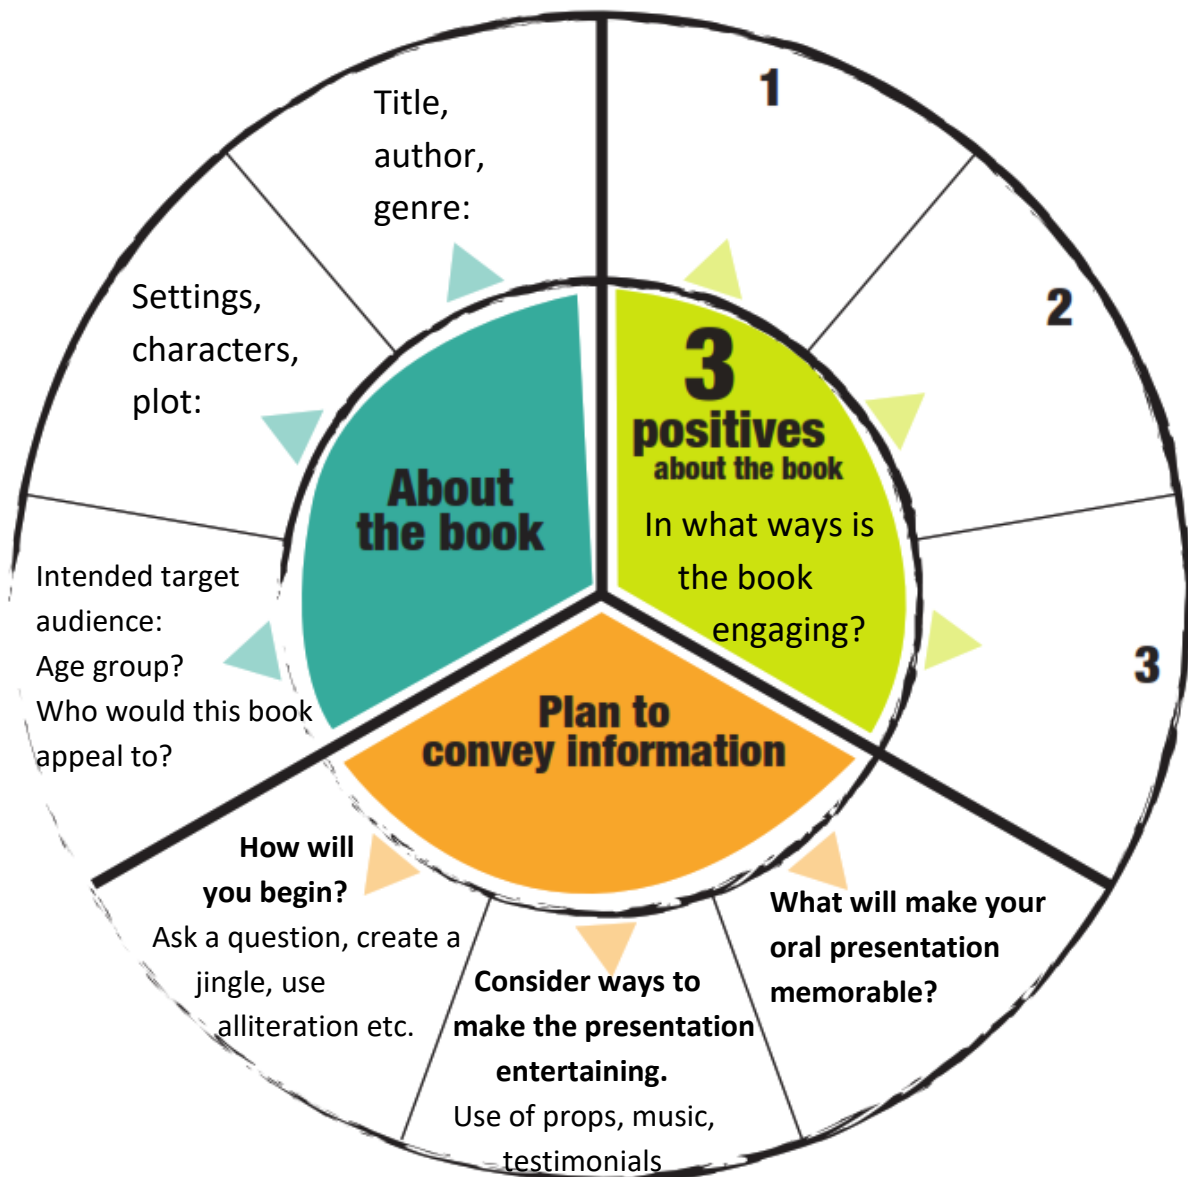 Title,
author,
genre:
Settings,
characters,
plot:
Intended target
audience:
Age group?
Who would this book
appeal to?
About
the book
3
positives
about the book
In what ways is
the book
engaging?
1
2
3
Plan to
convey information
How will
you begin?
Ask a question, create a
jingle, use
alliteration etc.
Consider ways to
make the presentation
entertaining.
Use of props, music,
testimonials
What will make your
oral presentation
memorable?